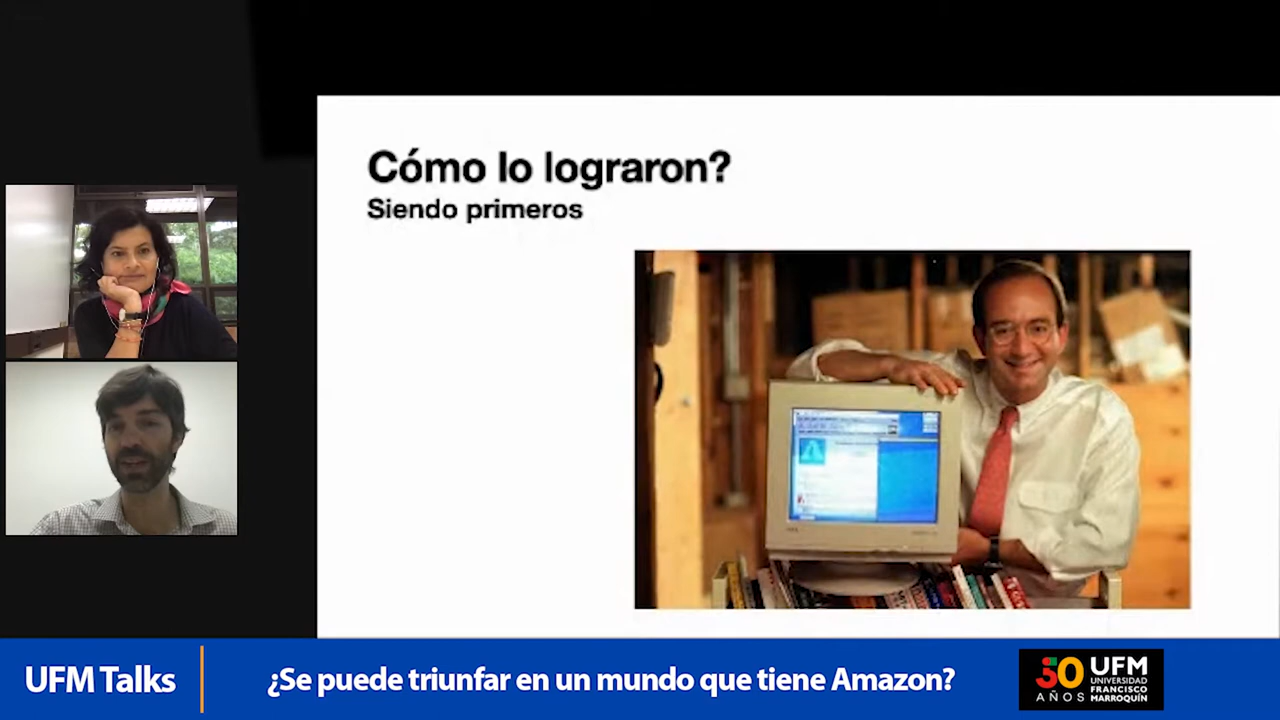 Cómo lo lograron?
Siendo primeros
UFM Talks
¿Se puede triunfar en un mundo que tiene Amazon?
50
AÑOS
UFM
UNIVERSIDAD
FRANCISCO
MARROQUÍN